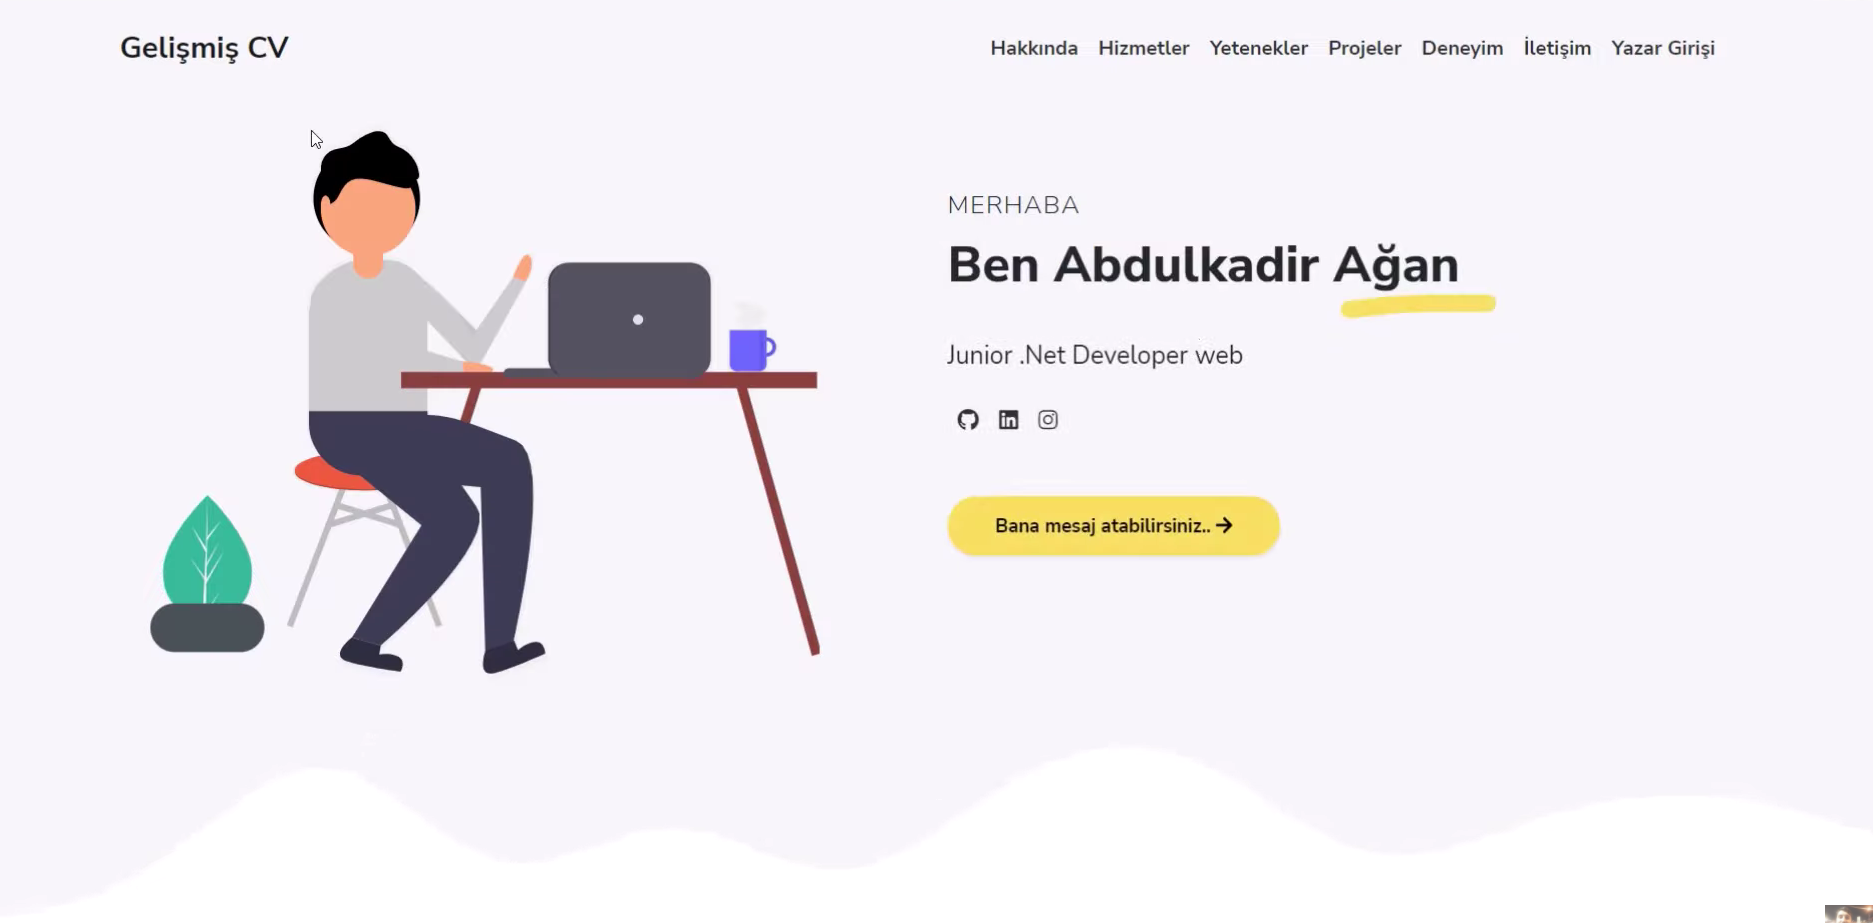 Gelişmiş CV
Hakkında Hizmetler Yetenekler Projeler Deneyim İletişim Yazar Girişi
MERHABA
Ben Abdulkadir Ağan
Junior .Net Developer web
Bana mesaj atabilirsiniz..